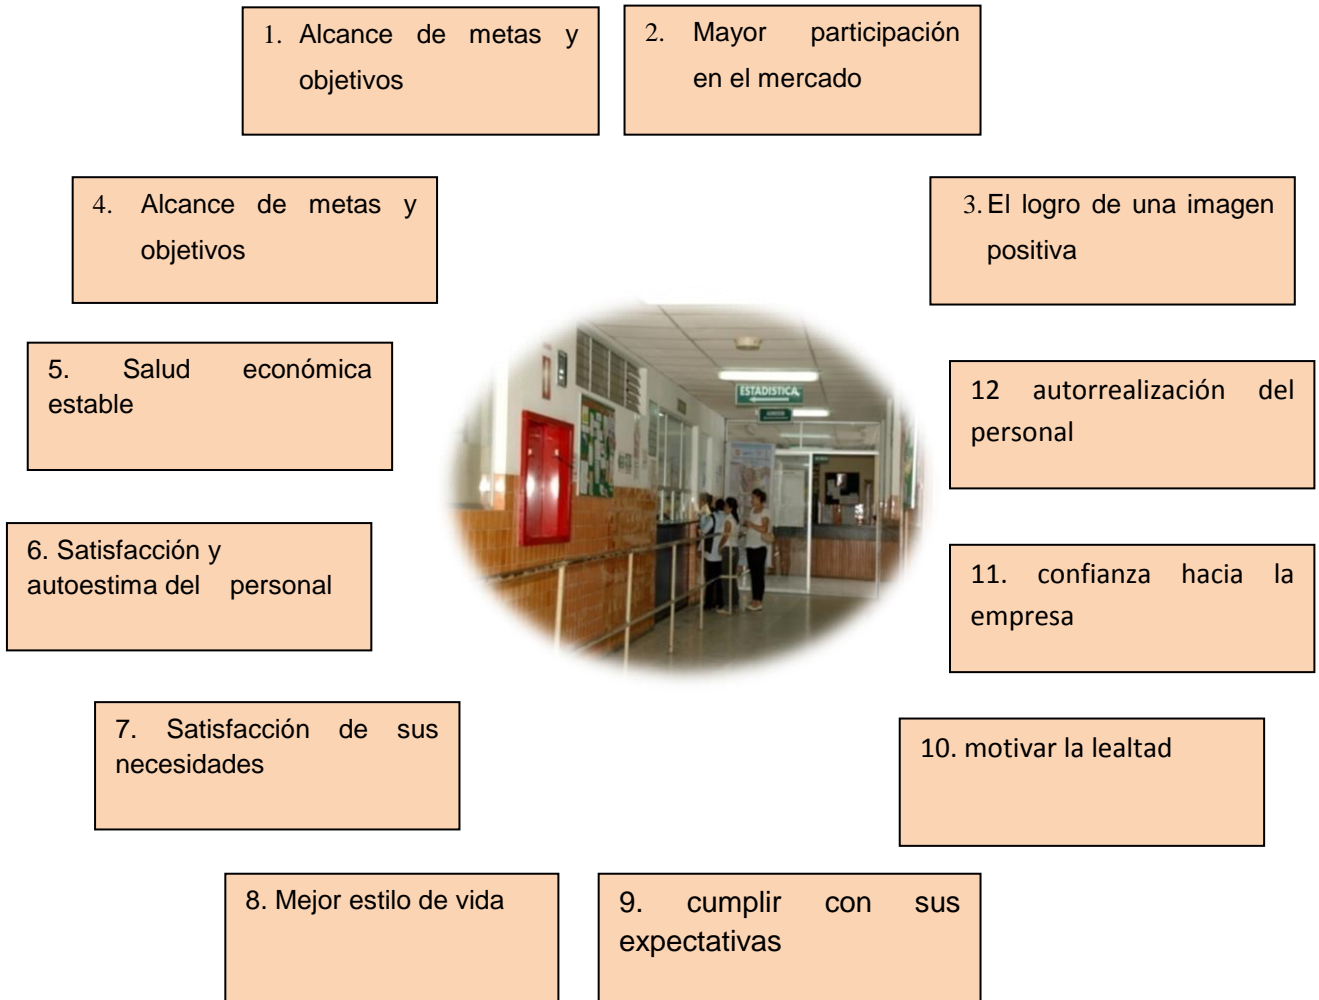 1. Alcance de metas y
objetivos
2. Mayor participación
en el mercado
4. Alcance de metas y
objetivos
3. El logro de una imagen
positiva
5. Salud económica
estable
12 autorrealización del
personal
ESTADISTICA
6. Satisfacción y
autoestima del personal
11. confianza hacia la
empresa
7. Satisfacción de sus
necesidades
10. motivar la lealtad
8. Mejor estilo de vida
9. cumplir con sus
expectativas